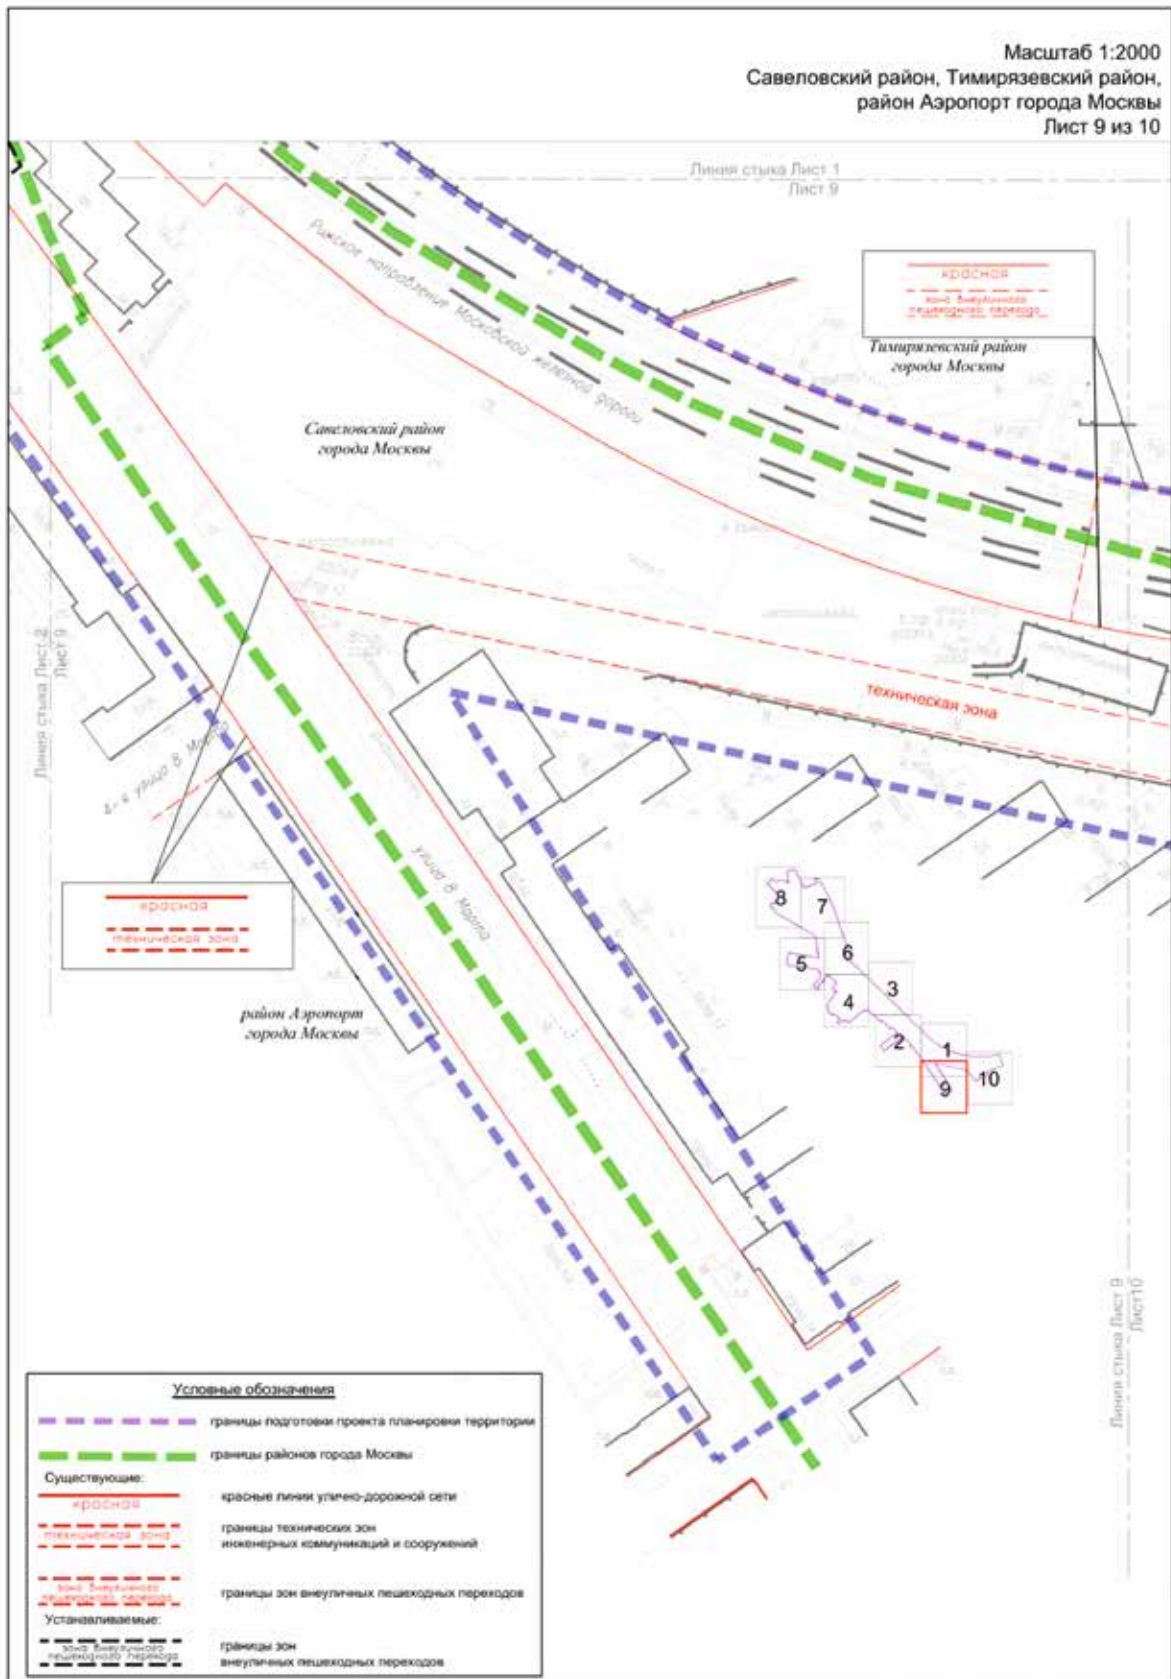 Масштаб 1:2000
Савеловский район, Тимирязевский район,
район Аэропорт города Москвы
Лист 9 из 10
Линия стыка Лист 1
Лист 9
Рижское направление Московской железной дороги
красная
зона внеуличного
пешеходного перехода
Тимирязевский район
города Москвы
Савеловский район
города Москвы
Линия стыка Лист 2
Лист 9
техническая зона
улица 8 Марта
4-я улица 8 Марта
красная
техническая зона
район Аэропорт
города Москвы
8
7
6
5
3
4
2
1
10
9
Линия стыка Лист 9
Лист10
Условные обозначения
границы подготовки проекта планировки территории
границы районов города Москвы
Существующие:
красная
красные линии улично-дорожной сети
техническая зона
границы технических зон
инженерных коммуникаций и сооружений
зона внеуличного
пешеходного перехода
границы зон внеуличных пешеходных переходов
Устанавливаемые:
зона внеуличного
пешеходного перехода
границы зон
внеуличных пешеходных переходов